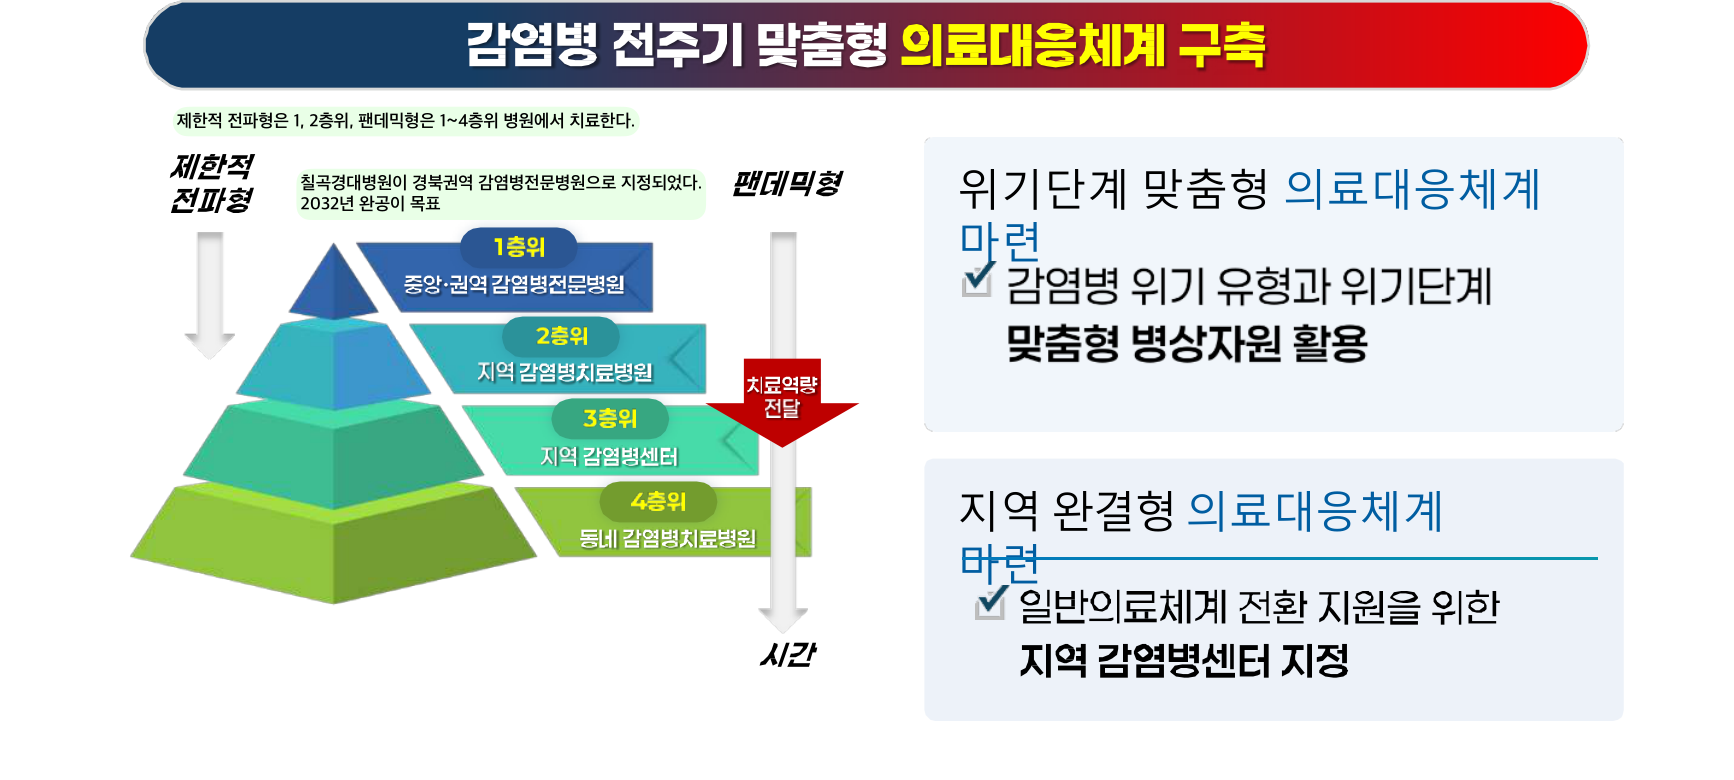 감염병 전주기 맞춤형 의료대응체계 구축
제한적 전파형은 1, 2층위, 팬데믹형은 1~4층위 병원에서 치료한다.
제한적
전파형
칠곡경대병원이 경북권역 감염병전문병원으로 지정되었다.
2032년 완공이 목표
팬데믹형
1층위
중앙·권역 감염병전문병원
2층위
지역 감염병치료병원
치료역량
전달
3층위
지역 감염병센터
4층위
동네 감염병치료병원
시간
위기단계 맞춤형 의료대응체계
마련
감염병 위기 유형과 위기단계
맞춤형 병상자원 활용
지역 완결형 의료대응체계
마련
일반의료체계 전환 지원을 위한
지역 감염병센터 지정